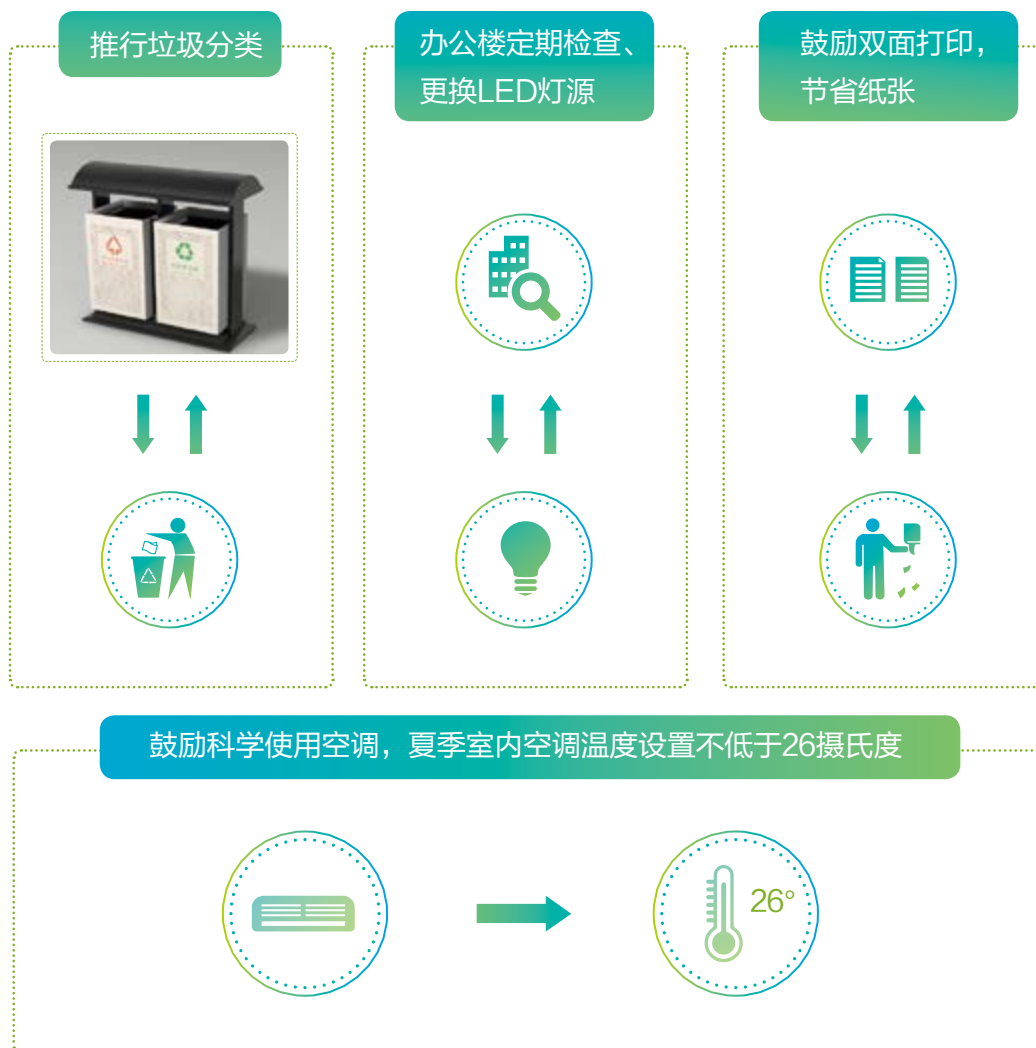 推行垃圾分类
办公楼定期检查、
更换LED灯源
鼓励双面打印，
节省纸张
鼓励科学使用空调，夏季室内空调温度设置不低于26摄氏度
26°